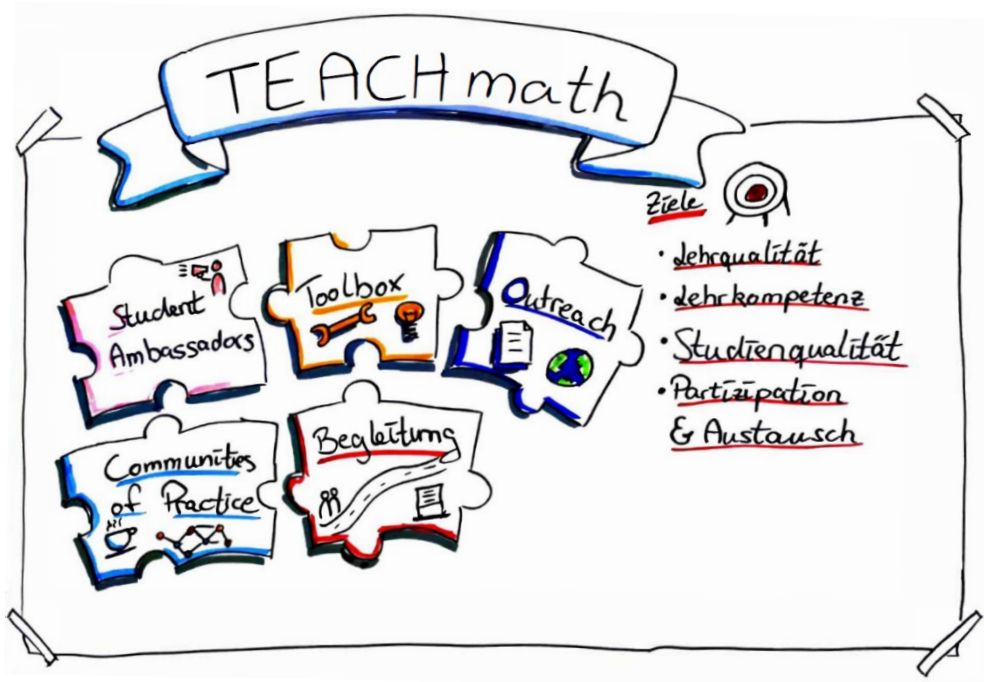 TEACHmath
Student
Ambassadors
Toolbox
Outreach
Communities
of Practice
Begleitung
Ziele
· Lehrqualität
· Lehrkompetenz
· Studienqualität
· Partizipation
& Austausch